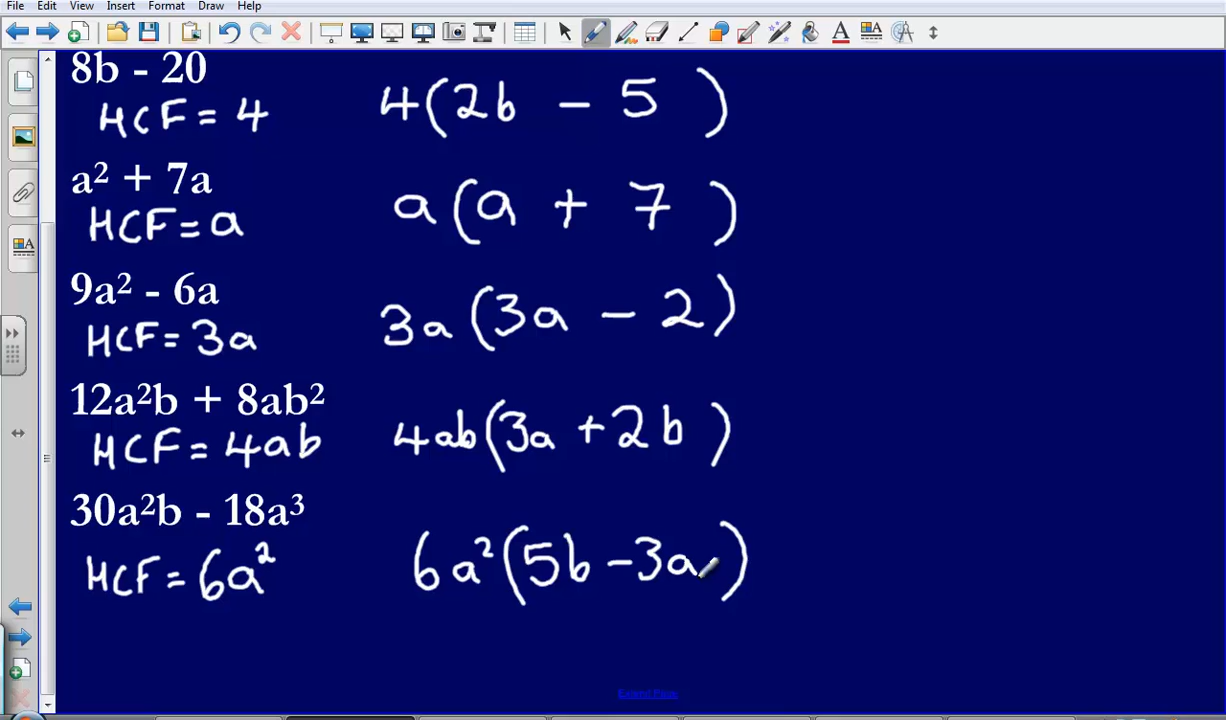 File Edit View Insert Format Draw Help
8b - 20
HCF = 4 4(2b - 5 )
a² + 7a
HCF = a a(a + 7 )
9a² - 6a
HCF = 3a 3a(3a - 2)
12a²b + 8ab²
HCF = 4ab 4ab(3a + 2b )
30a²b - 18a³
HCF = 6a² 6a²(5b - 3a )
Extend Page